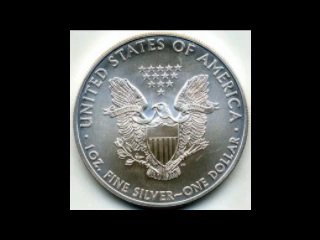 UNITED STATES OF AMERICA
1 OZ. FINE SILVER~ONE DOLLAR